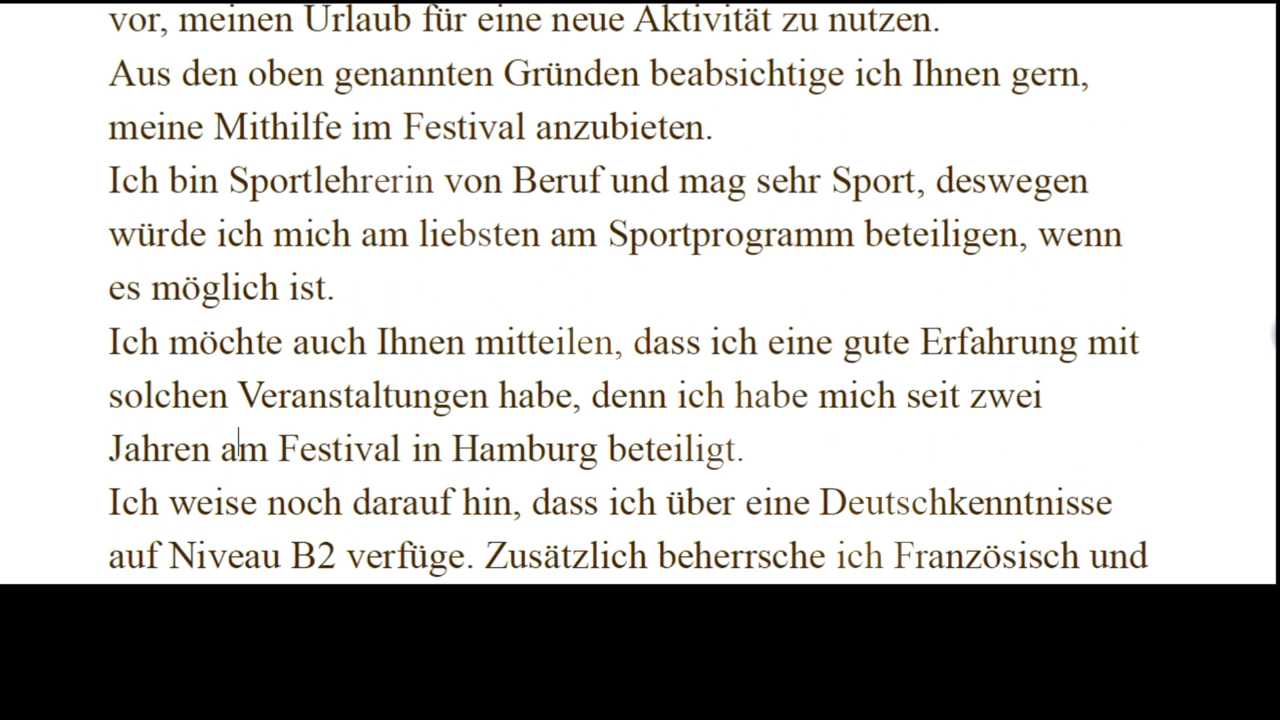 vor, meinen Urlaub für eine neue Aktivität zu nutzen.
Aus den oben genannten Gründen beabsichtige ich Ihnen gern,
meine Mithilfe im Festival anzubieten.
Ich bin Sportlehrerin von Beruf und mag sehr Sport, deswegen
würde ich mich am liebsten am Sportprogramm beteiligen, wenn
es möglich ist.
Ich möchte auch Ihnen mitteilen, dass ich eine gute Erfahrung mit
solchen Veranstaltungen habe, denn ich habe mich seit zwei
Jahren am Festival in Hamburg beteiligt.
Ich weise noch darauf hin, dass ich über eine Deutschkenntnisse
auf Niveau B2 verfüge. Zusätzlich beherrsche ich Französisch und